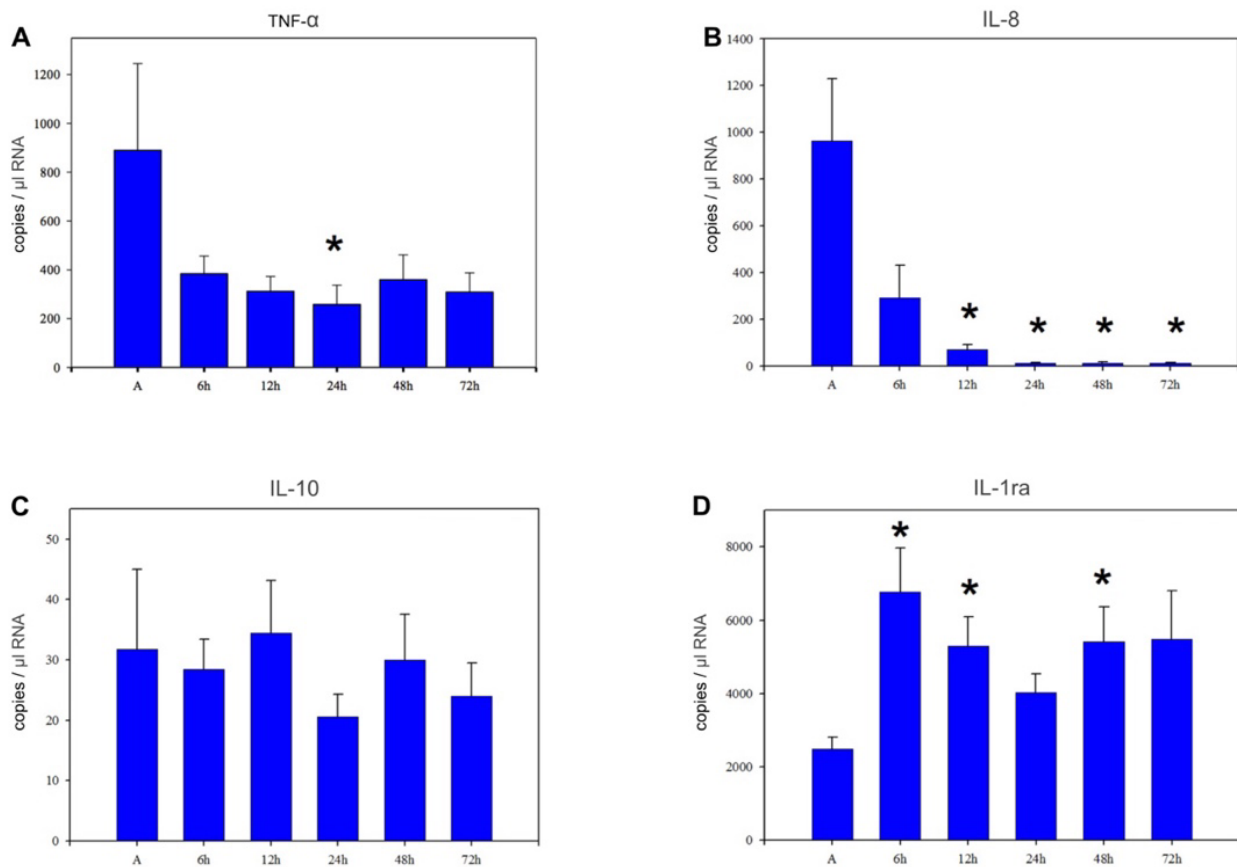 A
TNF-α
copies / µl RNA
1200
1000
800
600
400
200
0
*
A 6h 12h 24h 48h 72h
B
IL-8
copies / µl RNA
1400
1200
1000
800
600
400
200
0
* * * *
A 6h 12h 24h 48h 72h
C
IL-10
copies / µl RNA
50
40
30
20
10
0
A 6h 12h 24h 48h 72h
D
IL-1ra
copies / µl RNA
8000
6000
4000
2000
0
* * *
A 6h 12h 24h 48h 72h